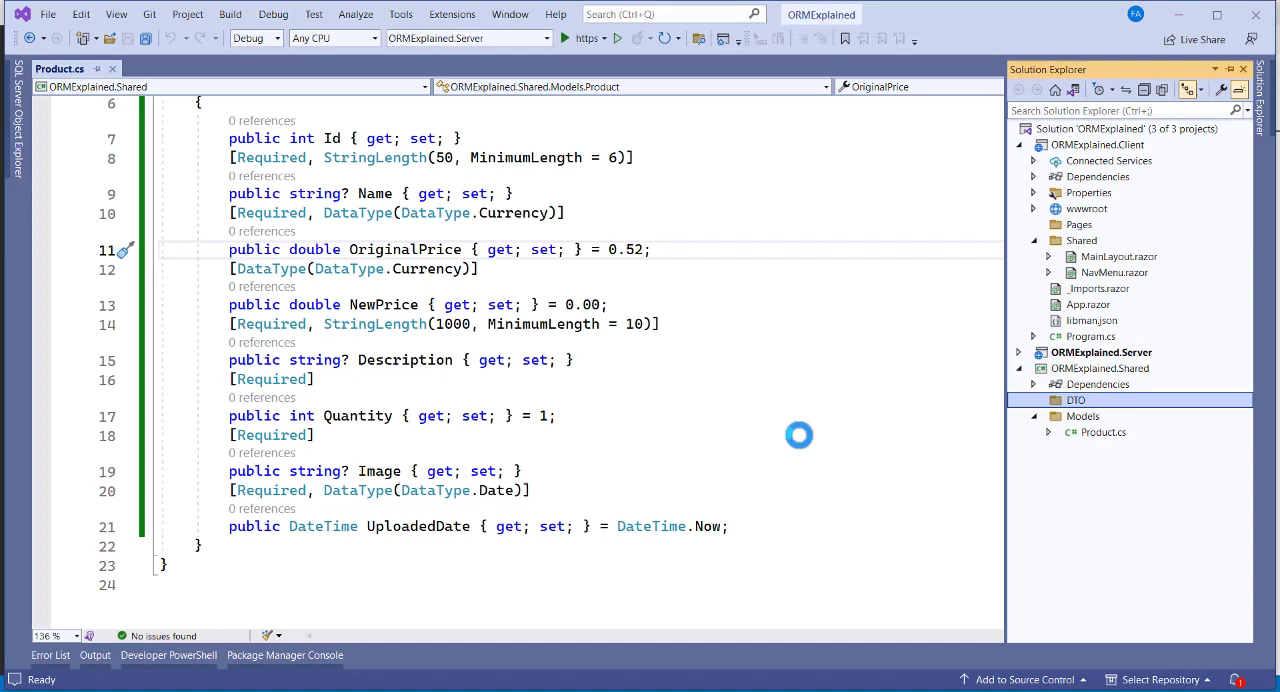 File Edit View Git Project Build Debug Test Analyze Tools Extensions Window Help Search (Ctrl+Q) ORMExplained FA
Debug Any CPU ORMExplained.Server https Live Share
SQL Server Object Explorer
Product.cs
ORMExplained.Shared ORMExplained.Shared.Models.Product OriginalPrice
6 {
0 references
7 public int Id { get; set; }
8 [Required, StringLength(50, MinimumLength = 6)]
0 references
9 public string? Name { get; set; }
10 [Required, DataType(DataType.Currency)]
0 references
11 public double OriginalPrice { get; set; } = 0.52;
12 [DataType(DataType.Currency)]
0 references
13 public double NewPrice { get; set; } = 0.00;
14 [Required, StringLength(1000, MinimumLength = 10)]
0 references
15 public string? Description { get; set; }
16 [Required]
0 references
17 public int Quantity { get; set; } = 1;
18 [Required]
0 references
19 public string? Image { get; set; }
20 [Required, DataType(DataType.Date)]
0 references
21 public DateTime UploadedDate { get; set; } = DateTime.Now;
22 }
23 }
24
136 % No issues found
Solution Explorer
Search Solution Explorer (Ctrl+;)
Solution 'ORMExplained' (3 of 3 projects)
ORMExplained.Client
Connected Services
Dependencies
Properties
wwwroot
Pages
Shared
MainLayout.razor
NavMenu.razor
_Imports.razor
App.razor
libman.json
C# Program.cs
ORMExplained.Server
C# ORMExplained.Shared
Dependencies
DTO
Models
C# Product.cs
Solution Explorer
Error List Output Developer PowerShell Package Manager Console
Ready Add to Source Control Select Repository 1